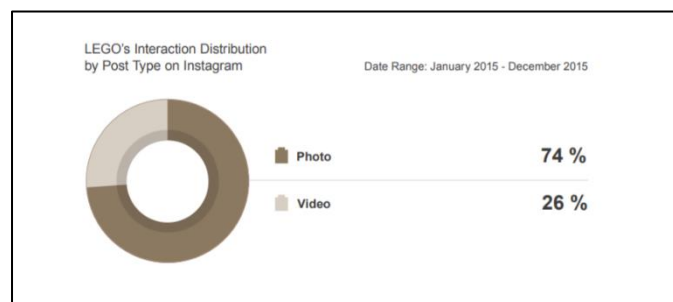 LEGO's Interaction Distribution
by Post Type on Instagram
Date Range: January 2015 - December 2015
Photo 74 %
Video 26 %